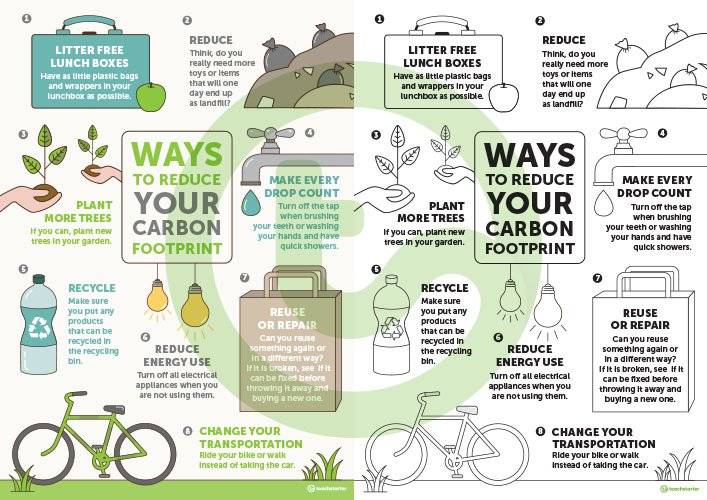 1
LITTER FREE
LUNCH BOXES
Have as little plastic bags
and wrappers in your
lunchbox as possible.
2
REDUCE
Think, do you
really need more
toys or items
that will one
day end up
as landfill?
3
PLANT
MORE TREES
If you can, plant new
trees in your garden.
WAYS
TO REDUCE
YOUR
CARBON
FOOTPRINT
4
MAKE EVERY
DROP COUNT
Turn off the tap
when brushing
your teeth or washing
your hands and have
quick showers.
5
RECYCLE
Make sure
you put any
products
that can be
recycled in
the recycling
bin.
6
REDUCE
ENERGY USE
Turn off all electrical
appliances when you
are not using them.
7
REUSE
OR REPAIR
Can you reuse
something again or
in a different way?
If it is broken, see if it
can be fixed before
throwing it away and
buying a new one.
8
CHANGE YOUR
TRANSPORTATION
Ride your bike or walk
instead of taking the car.
teachstarter
1
LITTER FREE
LUNCH BOXES
Have as little plastic bags
and wrappers in your
lunchbox as possible.
2
REDUCE
Think, do you
really need more
toys or items
that will one
day end up
as landfill?
3
PLANT
MORE TREES
If you can, plant new
trees in your garden.
WAYS
TO REDUCE
YOUR
CARBON
FOOTPRINT
4
MAKE EVERY
DROP COUNT
Turn off the tap
when brushing
your teeth or washing
your hands and have
quick showers.
5
RECYCLE
Make sure
you put any
products
that can be
recycled in
the recycling
bin.
6
REDUCE
ENERGY USE
Turn off all electrical
appliances when you
are not using them.
7
REUSE
OR REPAIR
Can you reuse
something again or
in a different way?
If it is broken, see if it
can be fixed before
throwing it away and
buying a new one.
8
CHANGE YOUR
TRANSPORTATION
Ride your bike or walk
instead of taking the car.
teachstarter